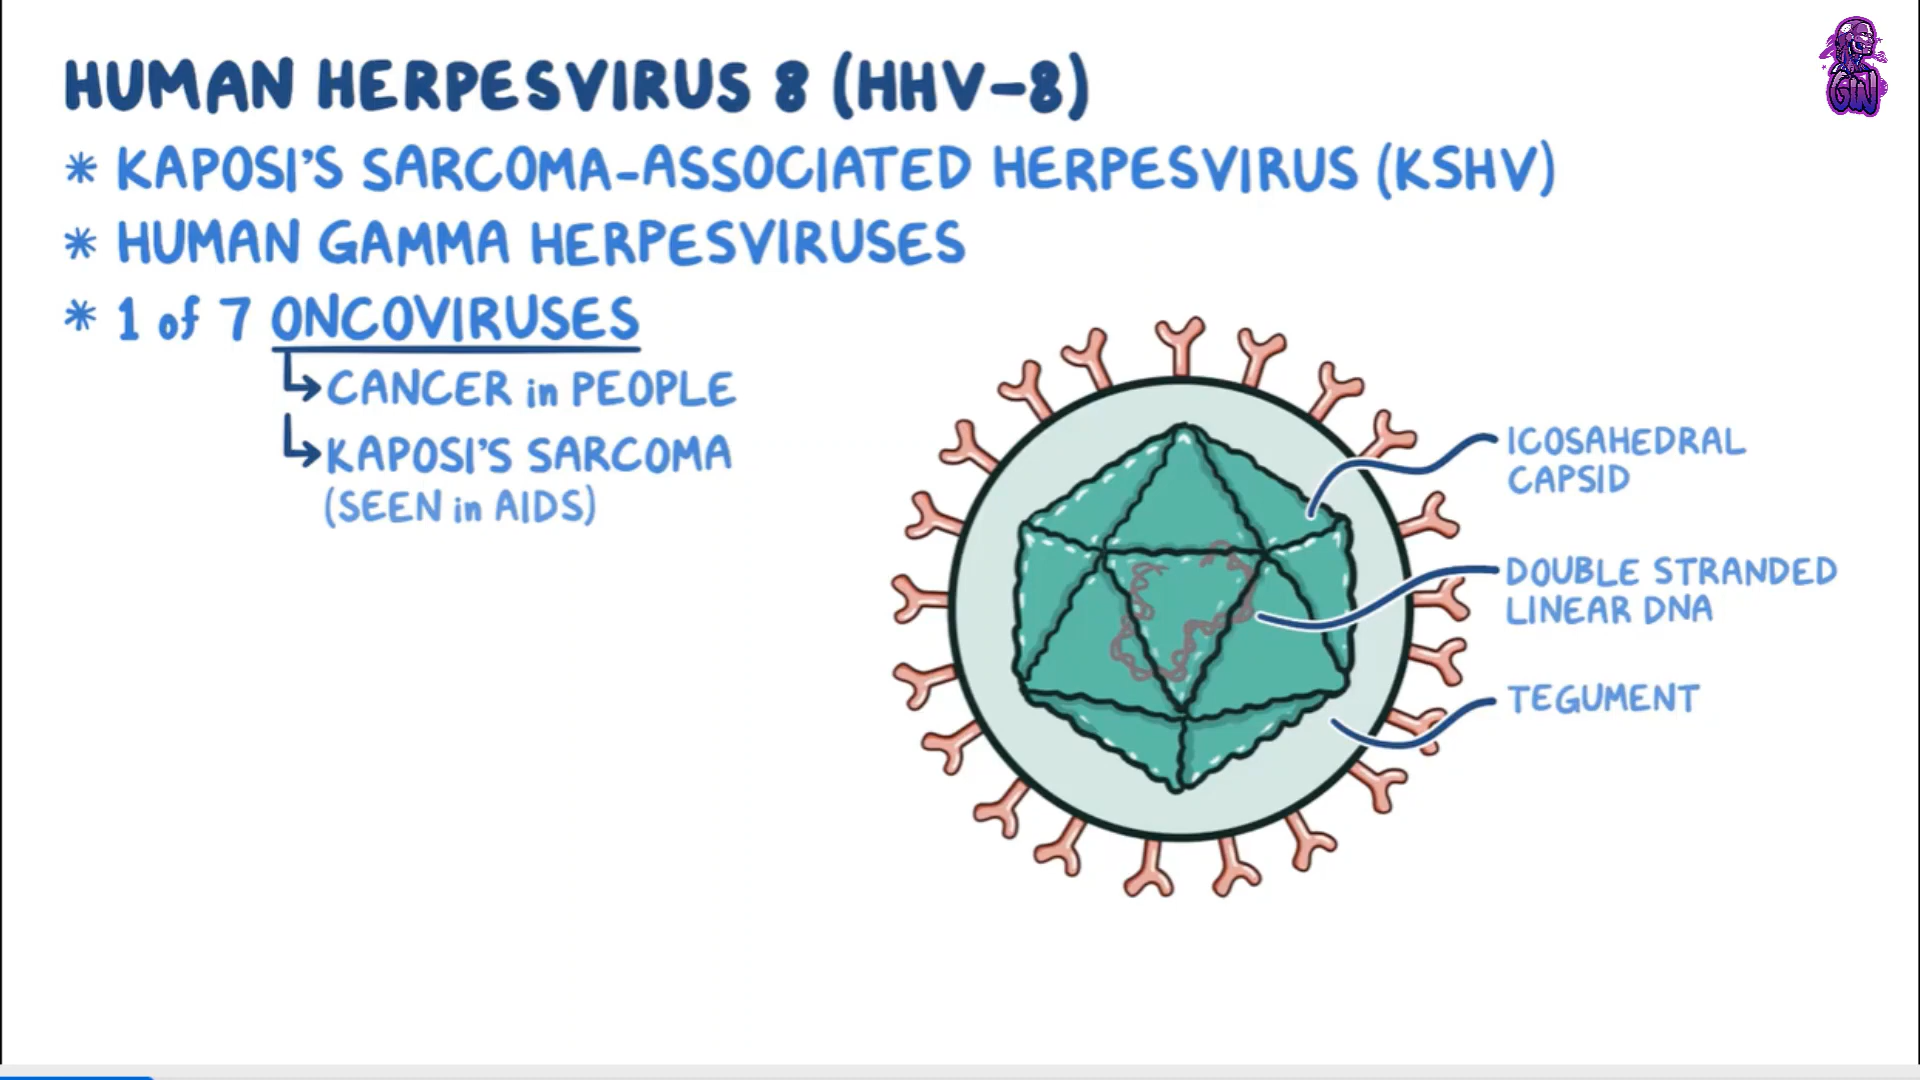 HUMAN HERPESVIRUS 8 (HHV-8)
* KAPOSI'S SARCOMA-ASSOCIATED HERPESVIRUS (KSHV)
* HUMAN GAMMA HERPESVIRUSES
* 1 of 7 ONCOVIRUSES
CANCER in PEOPLE
KAPOSI'S SARCOMA
(SEEN in AIDS)
ICOSAHEDRAL
CAPSID
DOUBLE STRANDED
LINEAR DNA
TEGUMENT
GIN